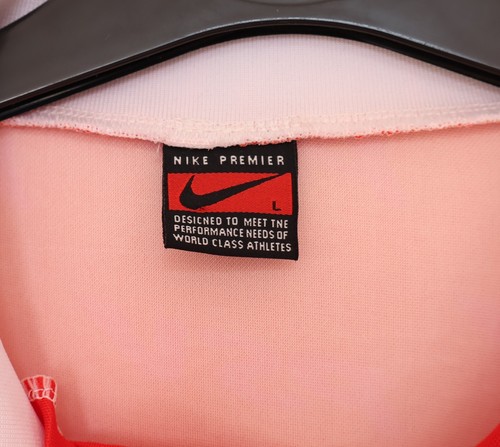 NIKE PREMIER
L
DESIGNED TO MEET THE
PERFORMANCE NEEDS OF
WORLD CLASS ATHLETES